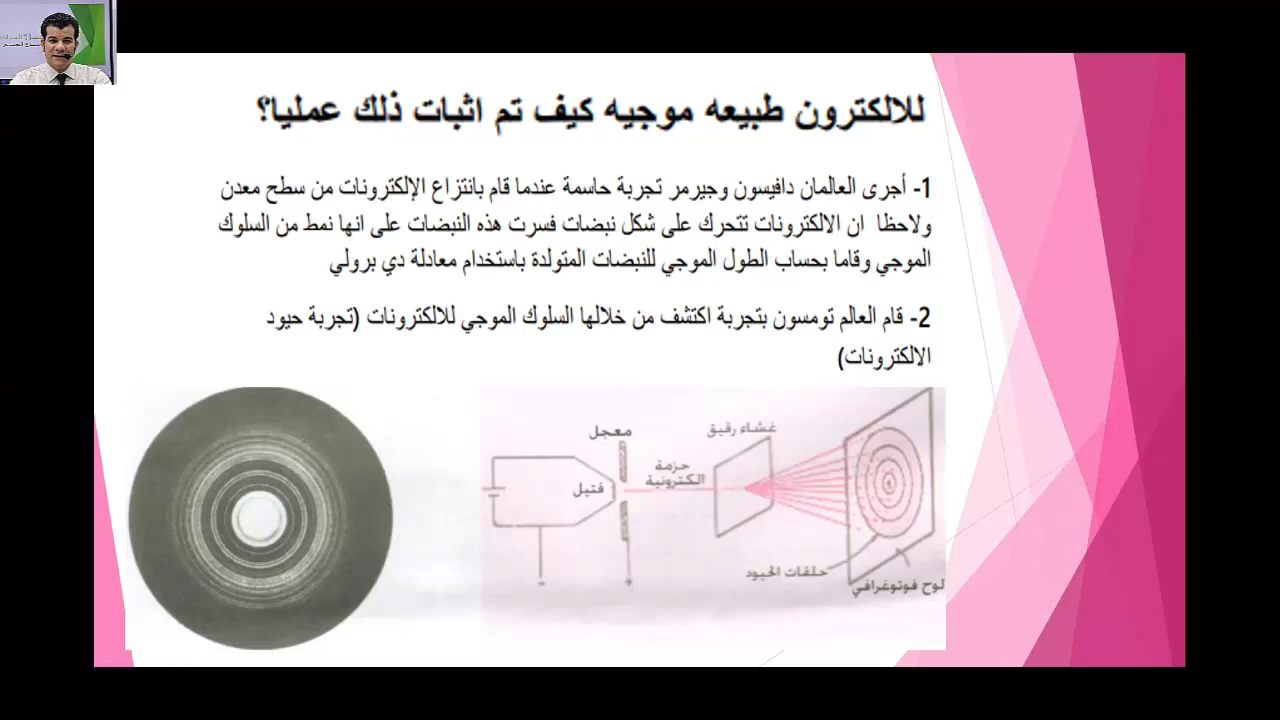 للالكترون طبيعه موجيه كيف تم اثبات ذلك عمليا؟
1- أجرى العالمان دافيسون وجيرمر تجربة حاسمة عندما قام بانتزاع الإلكترونات من سطح معدن
ولاحظا ان الالكترونات تتحرك على شكل نبضات فسرت هذه النبضات على انها نمط من السلوك
الموجي وقاما بحساب الطول الموجي للنبضات المتولدة باستخدام معادلة دي برولي
2- قام العالم تومسون بتجربة اكتشف من خلالها السلوك الموجي للالكترونات (تجربة حيود
الالكترونات)
غشاء رقيق
معجل
حزمة
الكترونية
فتيل
حلقات الحيود
لوح فوتوغرافي
-
+